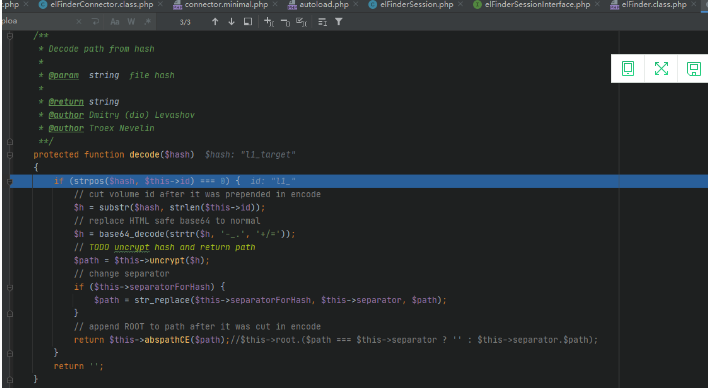 .php × elFinderConnector.class.php × connector.minimal.php × autoload.php × elFinderSession.php × elFinderSessionInterface.php × elFinder.class.php ×
Aa W .* 3/3
/**
* Decode path from hash
*
* @param string file hash
*
* @return string
* @author Dmitry (dio) Levashov
* @author Troex Nevelin
**/
protected function decode($hash) $hash: "l1_target"
{
if (strpos($hash, $this->id) === 0) { id: "l1_"
// cut volume id after it was prepended in encode
$h = substr($hash, strlen($this->id));
// replace HTML safe base64 to normal
$h = base64_decode(strtr($h, '-_.', '+/='));
// TODO uncrypt hash and return path
$path = $this->uncrypt($h);
// change separator
if ($this->separatorForHash) {
$path = str_replace($this->separatorForHash, $this->separator, $path);
}
// append ROOT to path after it was cut in encode
return $this->abspathCE($path);//$this->root.($path === $this->separator ? '' : $this->separator.$path);
}
return '';
}